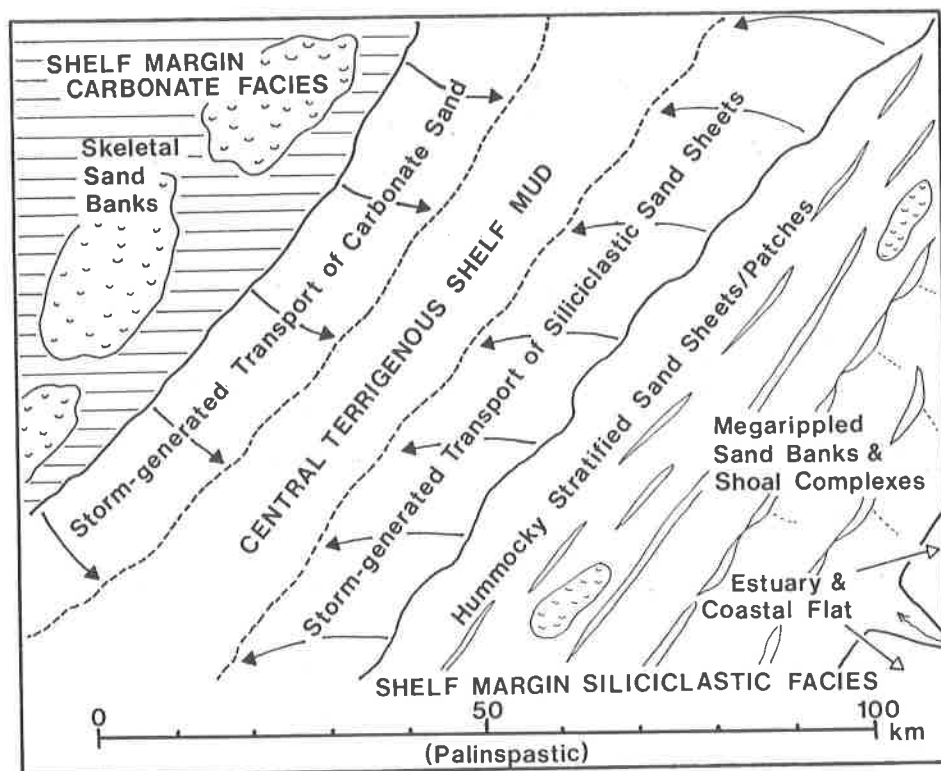 SHELF MARGIN
CARBONATE FACIES
Skeletal
Sand
Banks
Storm-generated Transport of Carbonate Sand
CENTRAL TERRIGENOUS SHELF MUD
Storm-generated Transport of Siliciclastic Sand Sheets
Hummocky Stratified Sand Sheets/Patches
Megarippled
Sand Banks &
Shoal Complexes
Estuary &
Coastal Flat
SHELF MARGIN SILICICLASTIC FACIES
0 50 100
km
(Palinspastic)